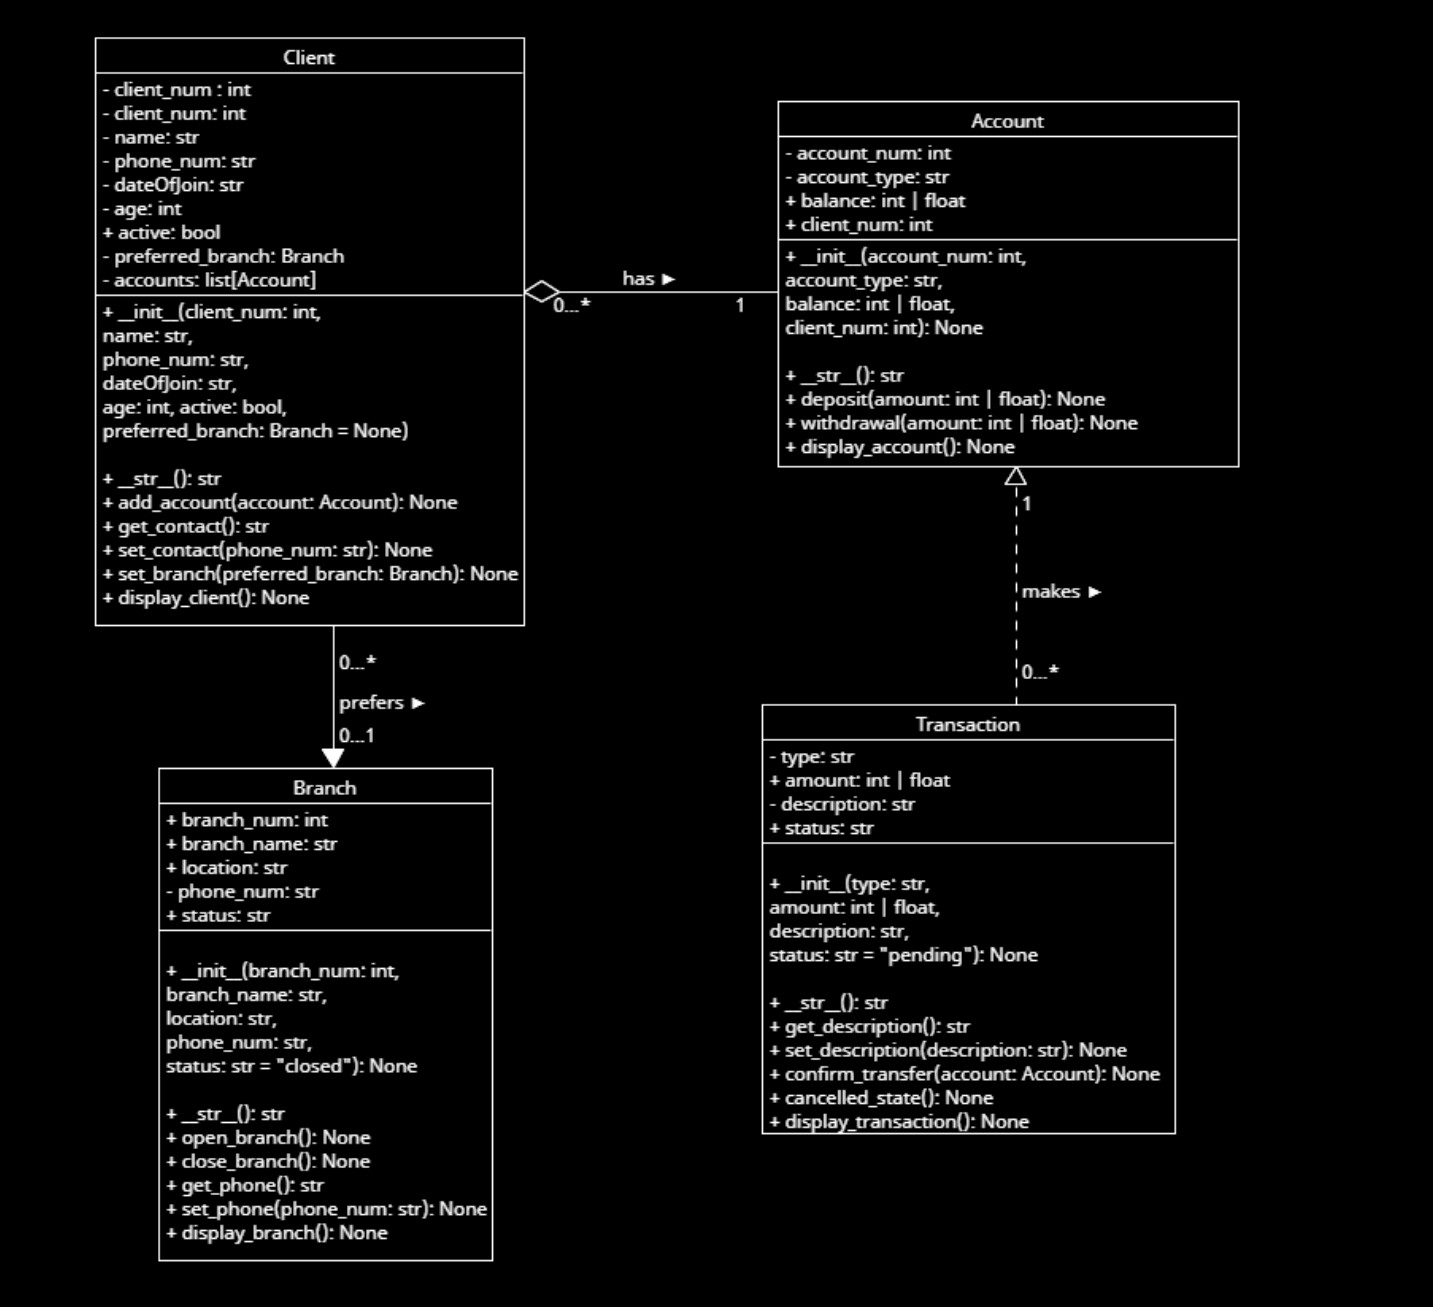 Client
- client_num : int
- client_num: int
- name: str
- phone_num: str
- dateOfJoin: str
- age: int
+ active: bool
- preferred_branch: Branch
- accounts: list[Account]
+ __init__(client_num: int,
name: str,
phone_num: str,
dateOfJoin: str,
age: int, active: bool,
preferred_branch: Branch = None)
+ __str__(): str
+ add_account(account: Account): None
+ get_contact(): str
+ set_contact(phone_num: str): None
+ set_branch(preferred_branch: Branch): None
+ display_client(): None
has ►
0...*
1
Account
- account_num: int
- account_type: str
+ balance: int | float
+ client_num: int
+ __init__(account_num: int,
account_type: str,
balance: int | float,
client_num: int): None
+ __str__(): str
+ deposit(amount: int | float): None
+ withdrawal(amount: int | float): None
+ display_account(): None
1
makes ►
0...*
0...*
prefers ►
0...1
Branch
+ branch_num: int
+ branch_name: str
+ location: str
- phone_num: str
+ status: str
+ __init__(branch_num: int,
branch_name: str,
location: str,
phone_num: str,
status: str = "closed"): None
+ __str__(): str
+ open_branch(): None
+ close_branch(): None
+ get_phone(): str
+ set_phone(phone_num: str): None
+ display_branch(): None
Transaction
- type: str
+ amount: int | float
- description: str
+ status: str
+ __init__(type: str,
amount: int | float,
description: str,
status: str = "pending"): None
+ __str__(): str
+ get_description(): str
+ set_description(description: str): None
+ confirm_transfer(account: Account): None
+ cancelled_state(): None
+ display_transaction(): None